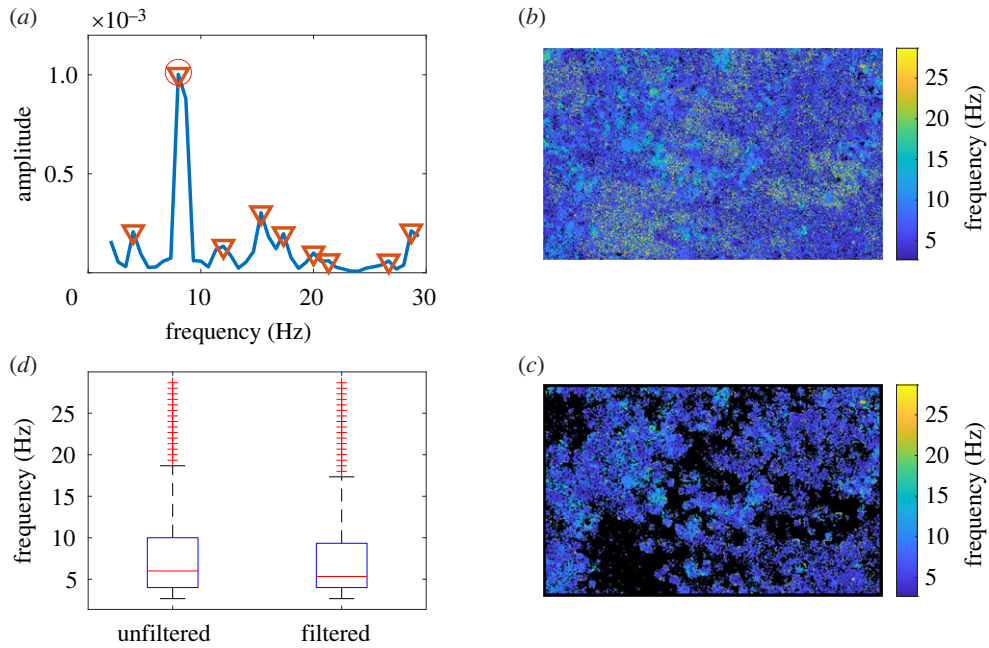 (a)
×10⁻³
1.0
0.5
amplitude
0
10
20
30
frequency (Hz)
(b)
25
20
15
10
5
frequency (Hz)
(d)
25
20
15
10
5
frequency (Hz)
unfiltered
filtered
(c)
25
20
15
10
5
frequency (Hz)